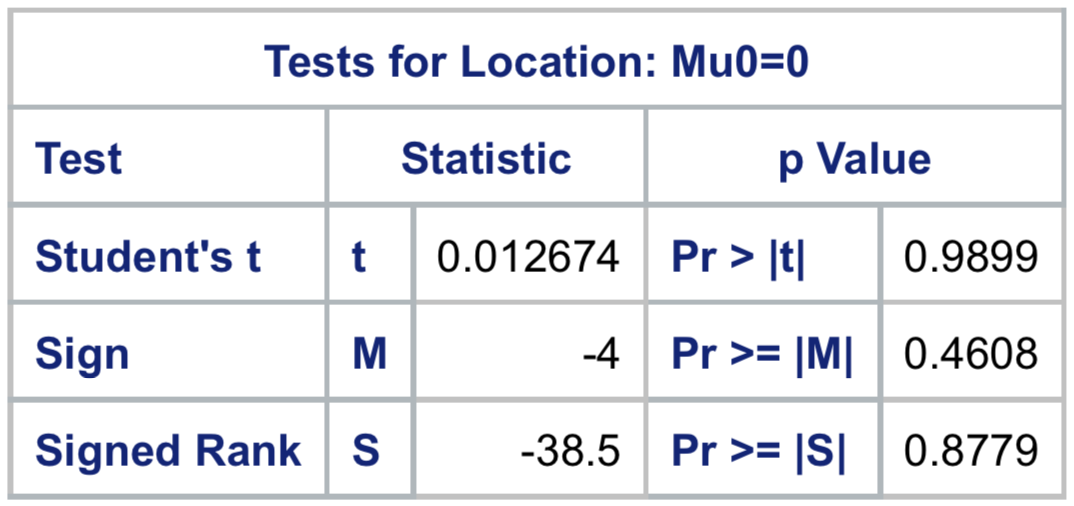 Tests for Location: Mu0=0
Test Statistic p Value
Student's t t 0.012674 Pr > |t| 0.9899
Sign M -4 Pr >= |M| 0.4608
Signed Rank S -38.5 Pr >= |S| 0.8779